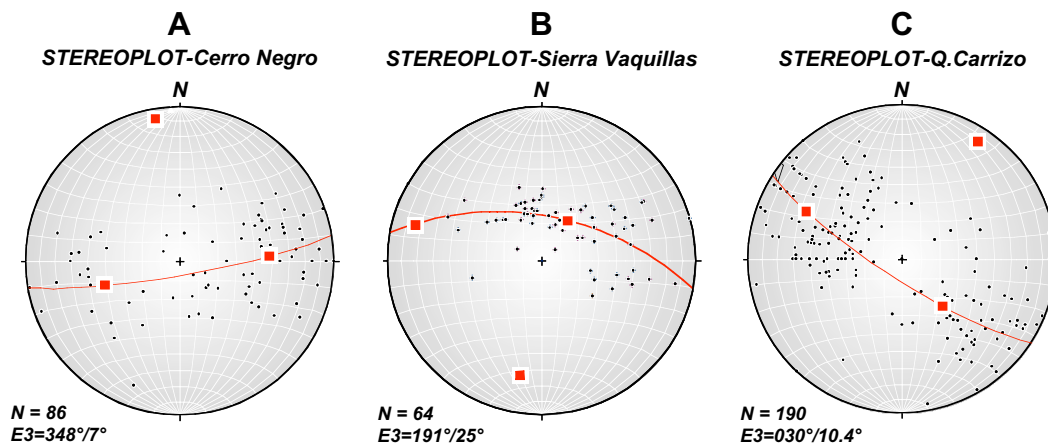 A
STEREOPLOT-Cerro Negro
N
N = 86
E3=348°/7°
B
STEREOPLOT-Sierra Vaquillas
N
N = 64
E3=191°/25°
C
STEREOPLOT-Q.Carrizo
N
N = 190
E3=030°/10.4°